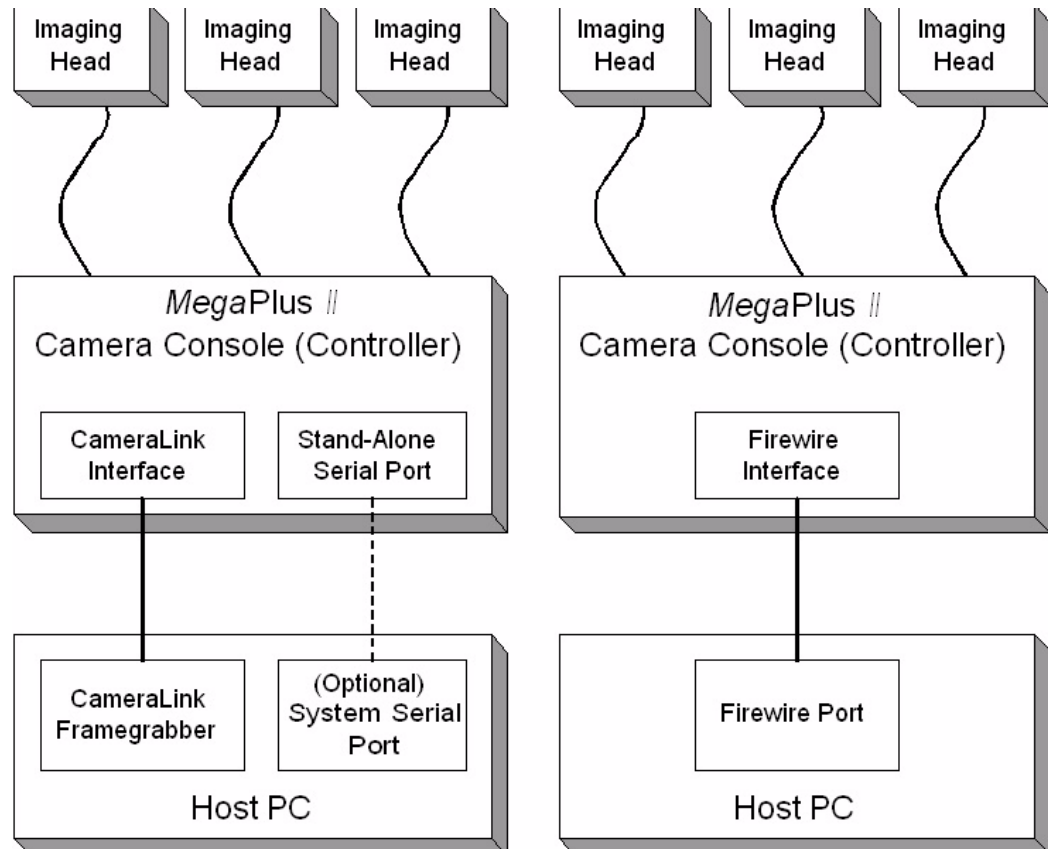 Imaging
Head
Imaging
Head
Imaging
Head
MegaPlus II
Camera Console (Controller)
CameraLink
Interface
Stand-Alone
Serial Port
CameraLink
Framegrabber
(Optional)
System Serial
Port
Host PC
Imaging
Head
Imaging
Head
Imaging
Head
MegaPlus II
Camera Console (Controller)
Firewire
Interface
Firewire Port
Host PC